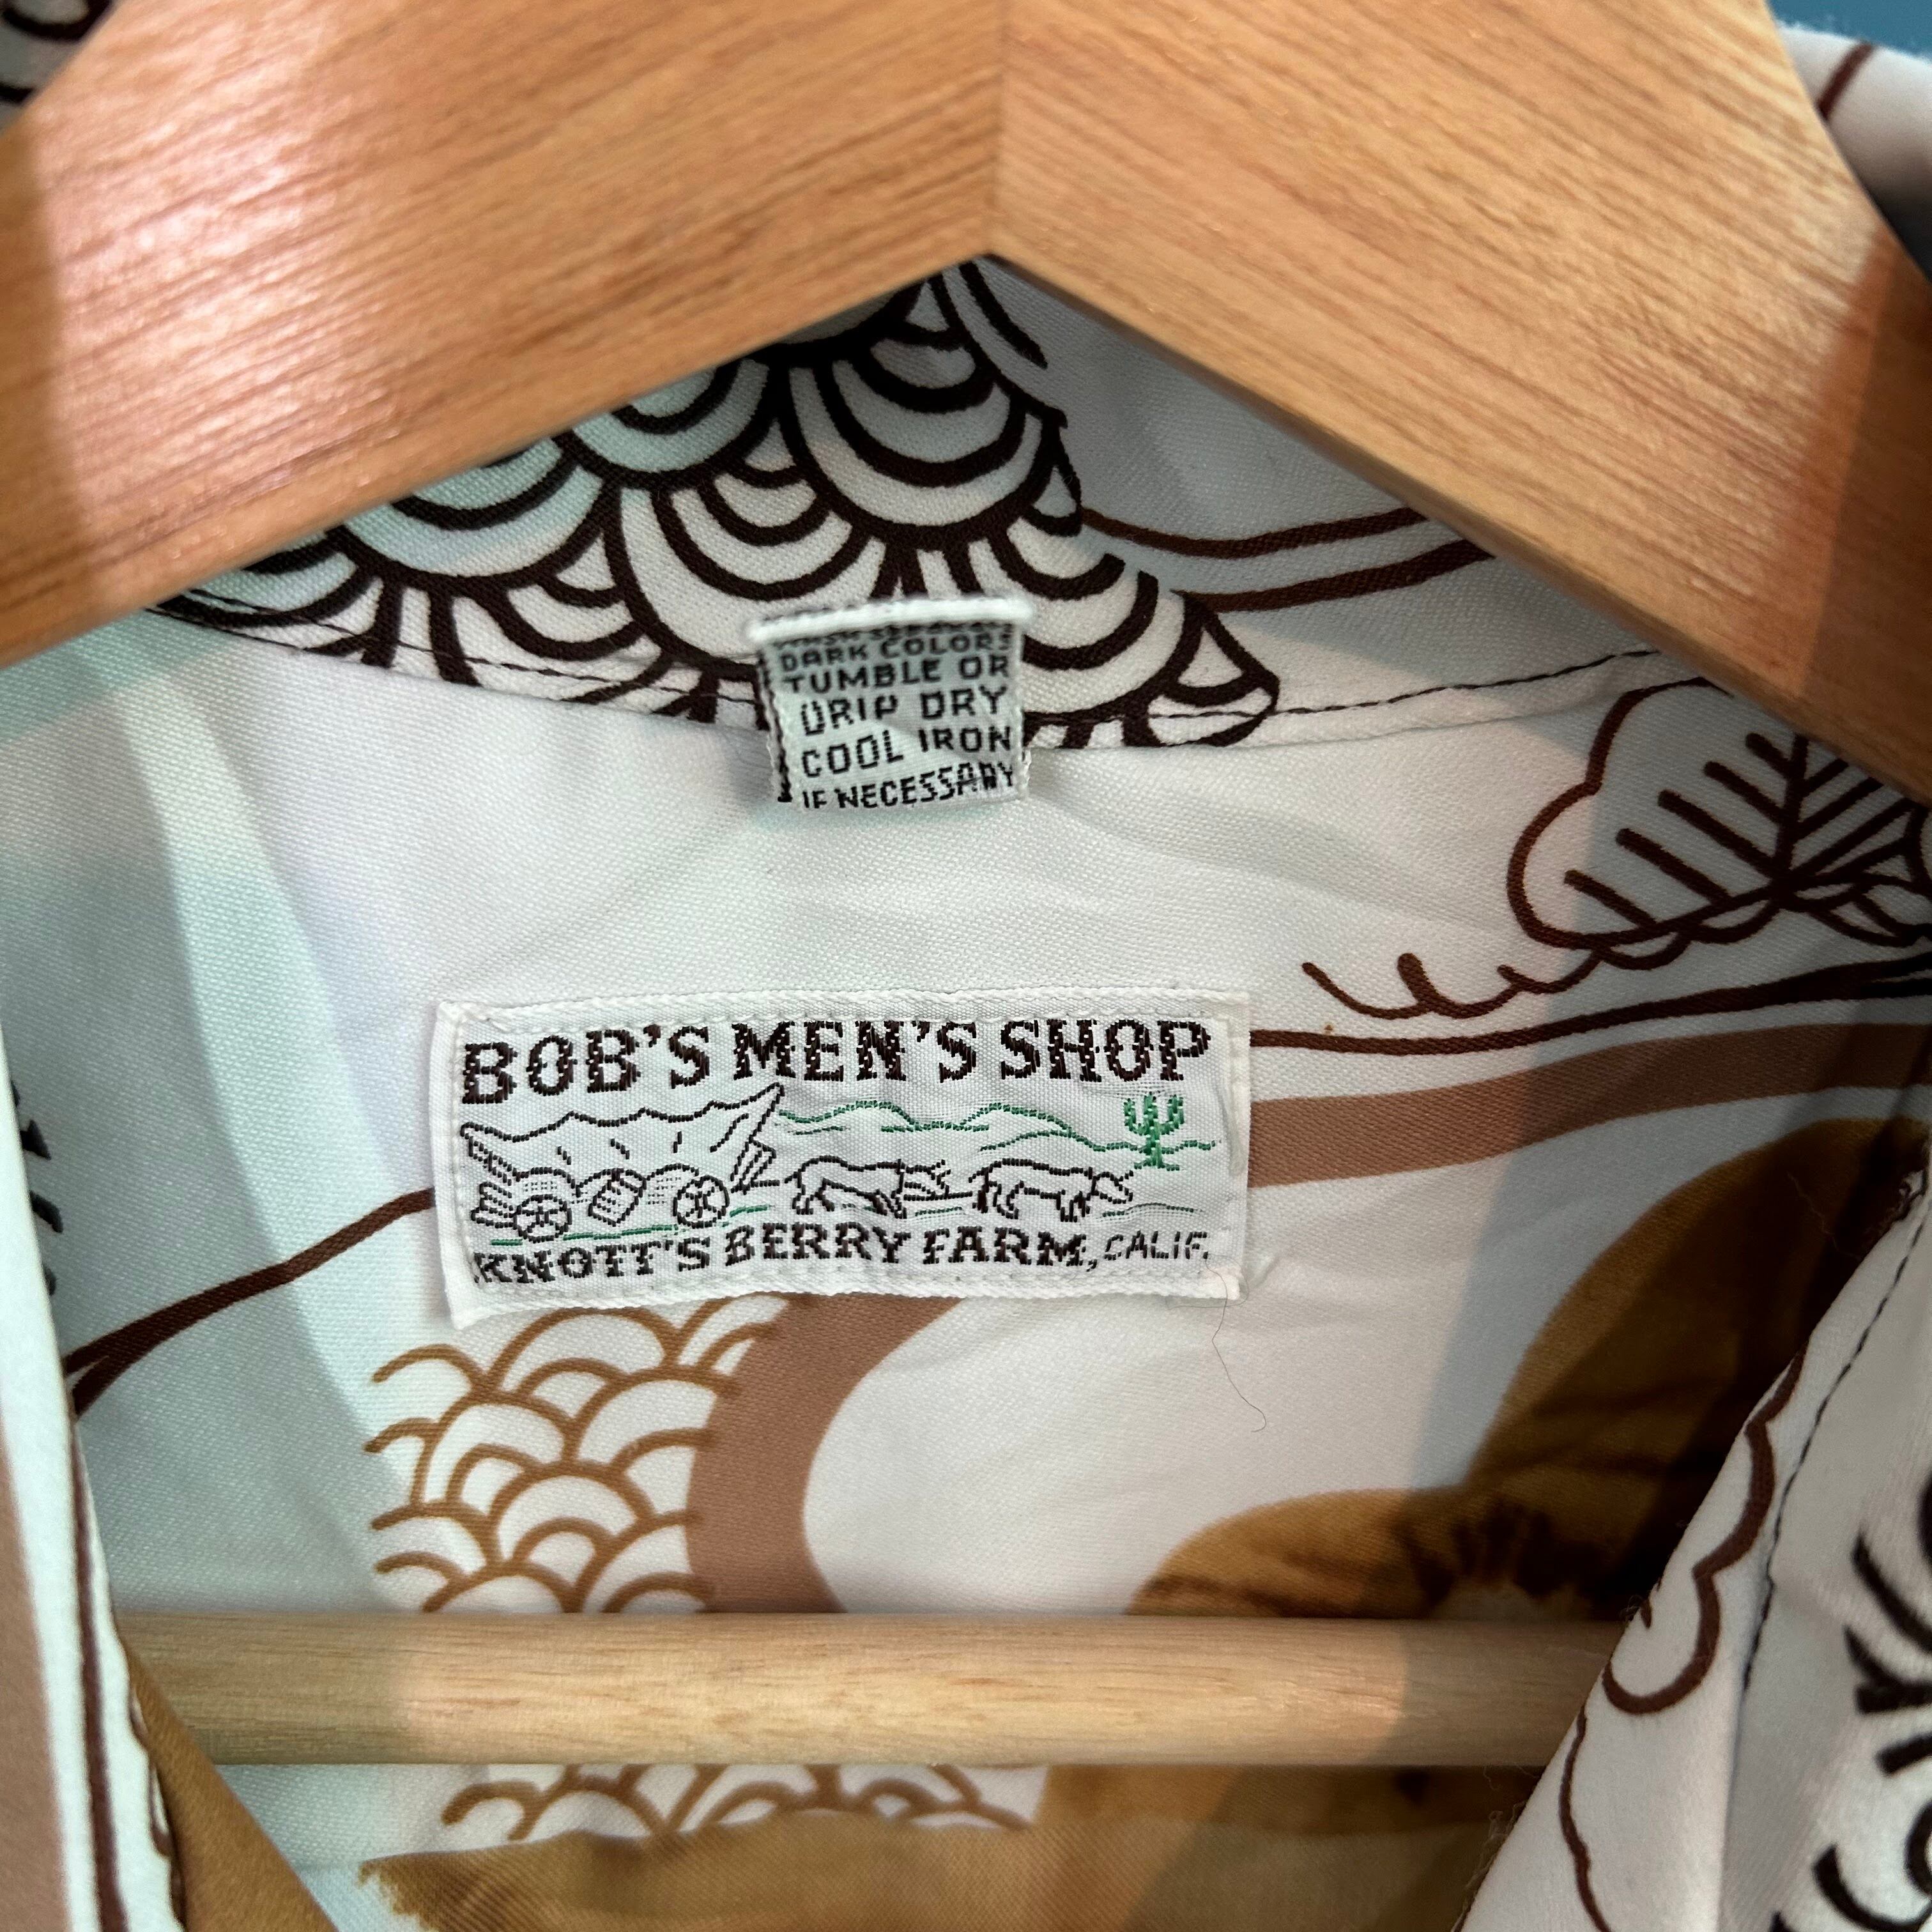 DARK COLORS
TUMBLE OR
DRIP DRY
COOL IRON
IF NECESSARY
BOB'S MEN'S SHOP
KNOTT'S BERRY FARM, CALIF.